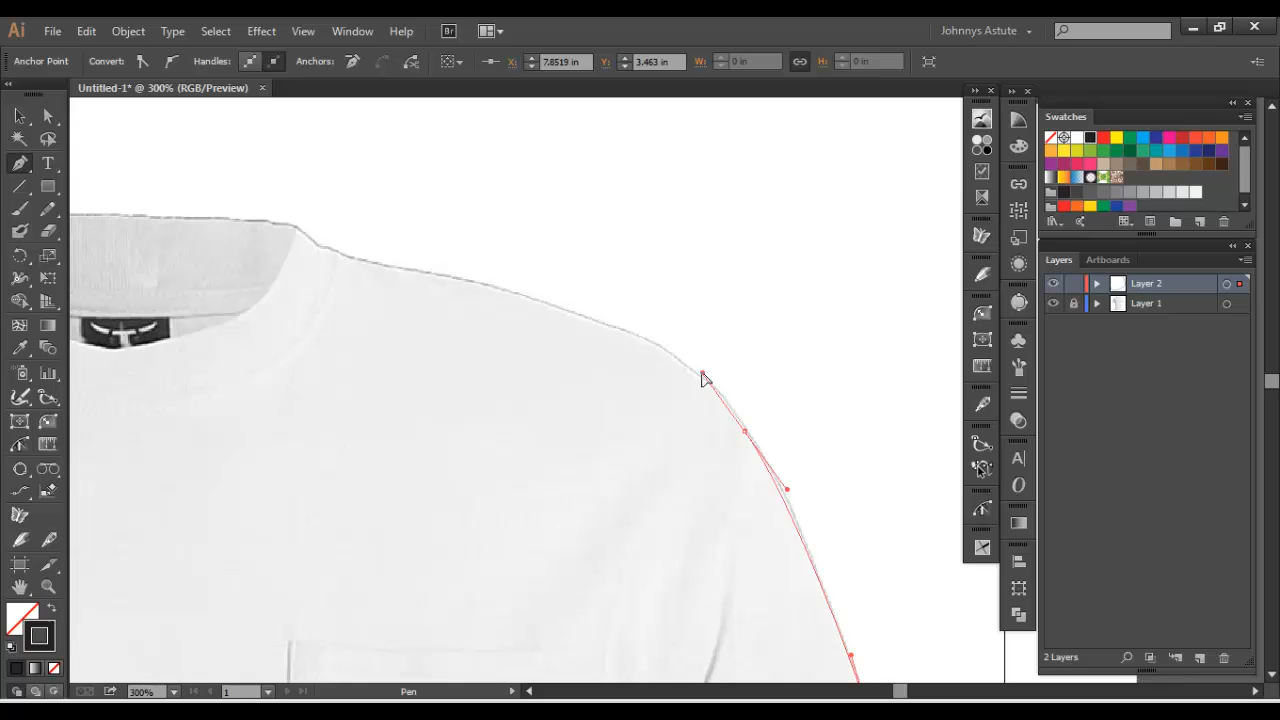 Ai File Edit Object Type Select Effect View Window Help Br Johnnys Astute
Anchor Point Convert: Handles: Anchors: X: 7.8519 in Y: 3.463 in W: 0 in H: 0 in
Untitled-1* @ 300% (RGB/Preview)
Swatches
Layers Artboards
Layer 2
Layer 1
2 Layers
300% 1 Pen